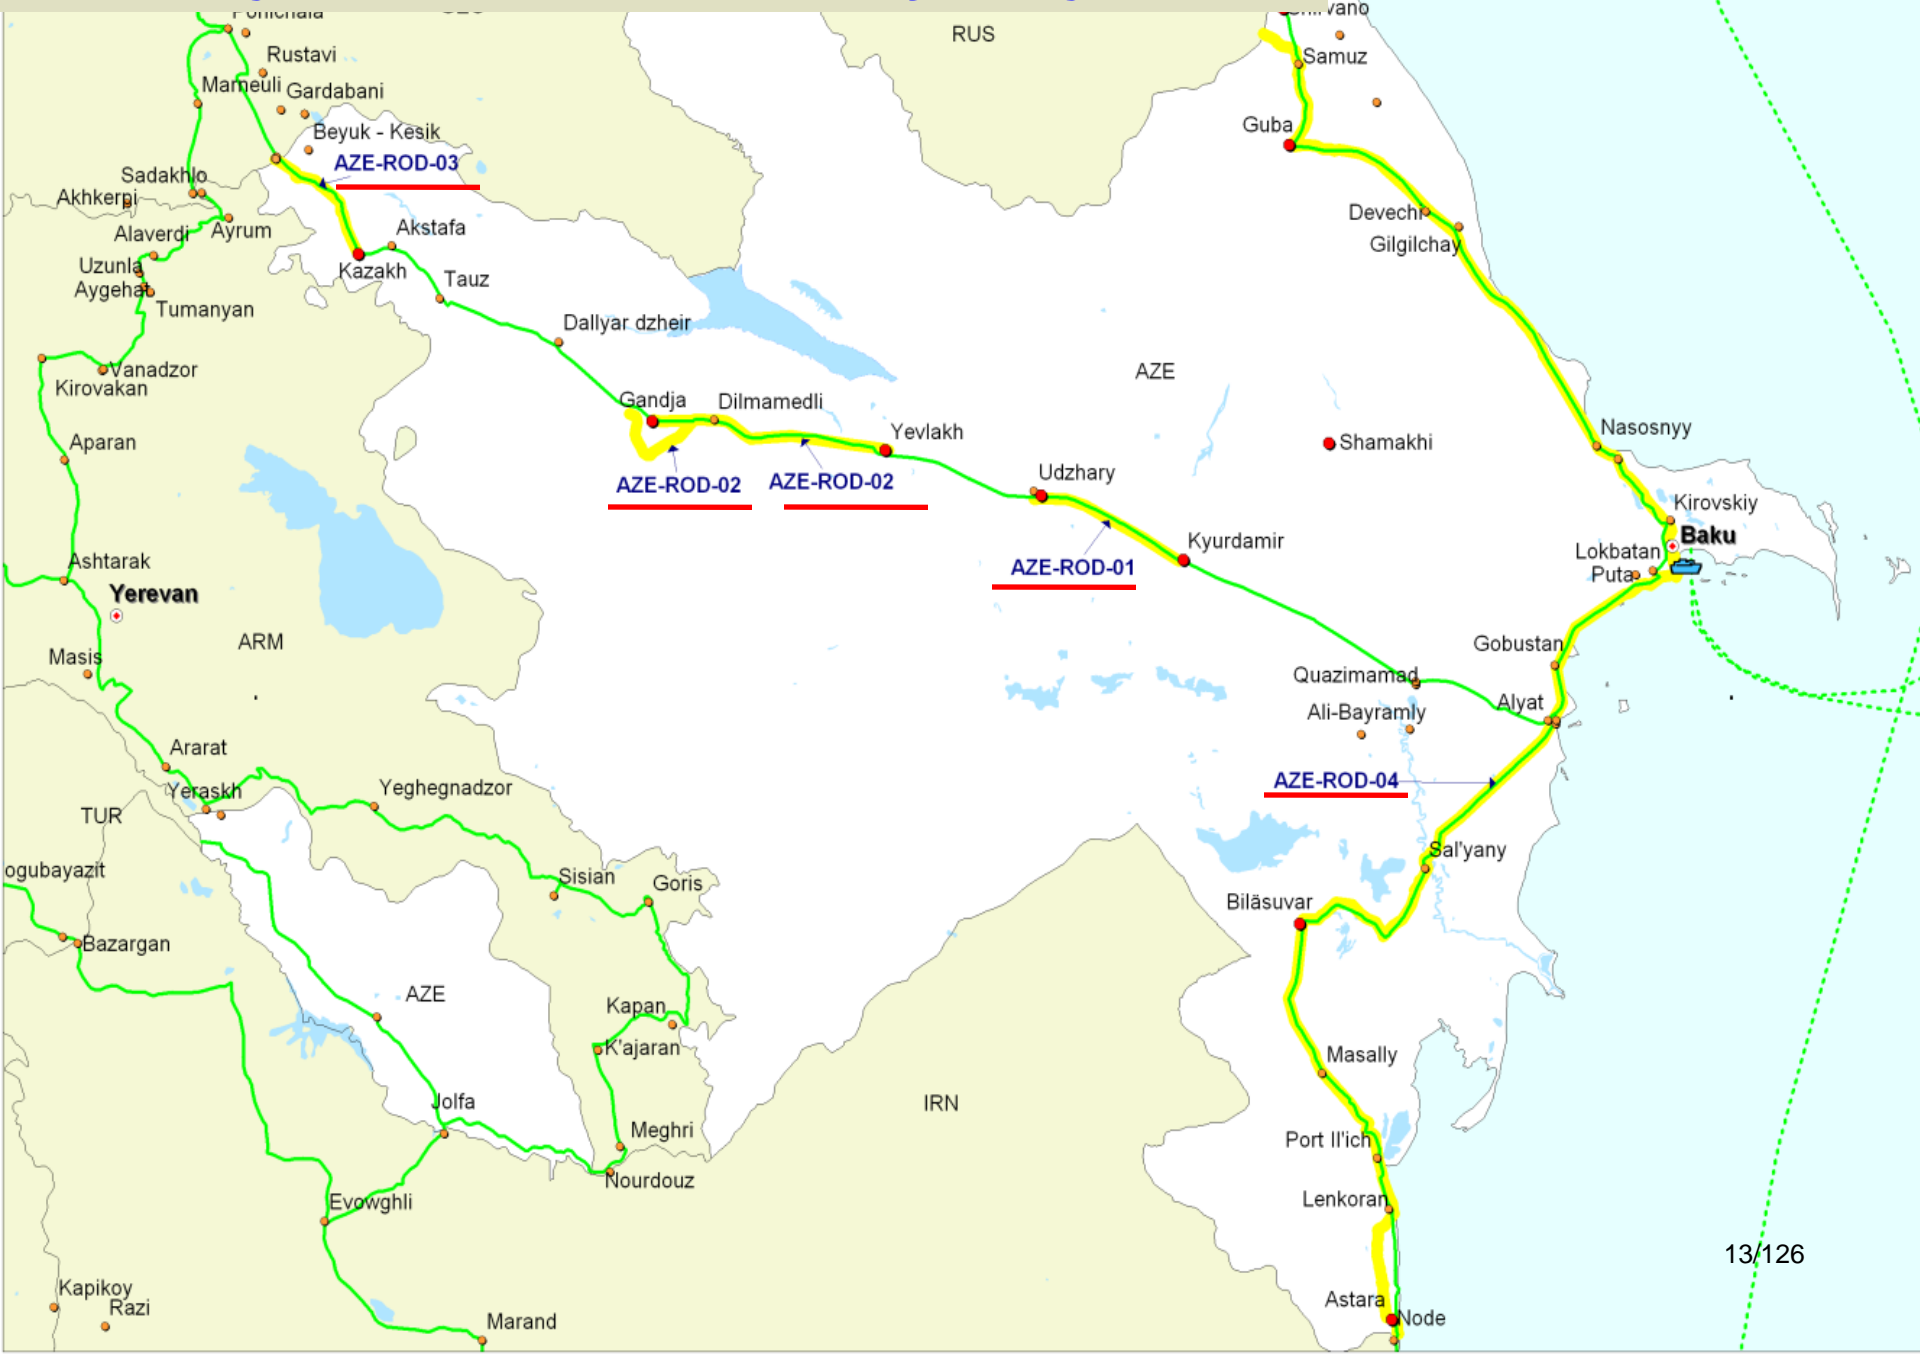 RUS
Samuz
Rustavi
Marneuli
Gardabani
Beyuk - Kesik
AZE-ROD-03
Guba
Sadakhlo
Akhkerpi
Alaverdi
Ayrum
Akstafa
Devechi
Gilgilchay
Uzunla
Aygehat
Kazakh
Tauz
Tumanyan
Dallyar dzheir
Vanadzor
Kirovakan
AZE
Gandja
Dilmamedli
Yevlakh
Nasosnyy
Aparan
Shamakhi
Udzhary
AZE-ROD-02
AZE-ROD-02
Kirovskiy
Baku
Kyurdamir
Lokbatan
Puta
AZE-ROD-01
Ashtarak
Yerevan
ARM
Masis
Gobustan
Quazimamad
Alyat
Ali-Bayramly
Ararat
AZE-ROD-04
Yeraskh
Yeghegnadzor
TUR
Sal'yany
ogubayazit
Sisian
Goris
Biläsuvar
Bazargan
AZE
Kapan
K'ajaran
Masally
Jolfa
IRN
Meghri
Port Il'ich
Nourdouz
Evowghli
Lenkoran
13/126
Kapikoy
Razi
Astara
Node
Marand